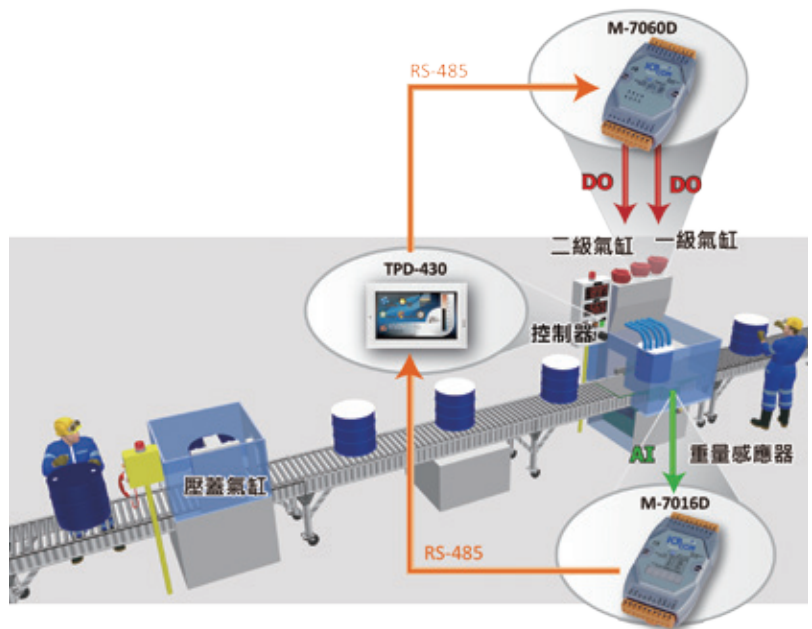 M-7060D
RS-485
DO
DO
二級氣缸
一級氣缸
TPD-430
控制器
壓蓋氣缸
AI
重量感應器
M-7016D
RS-485